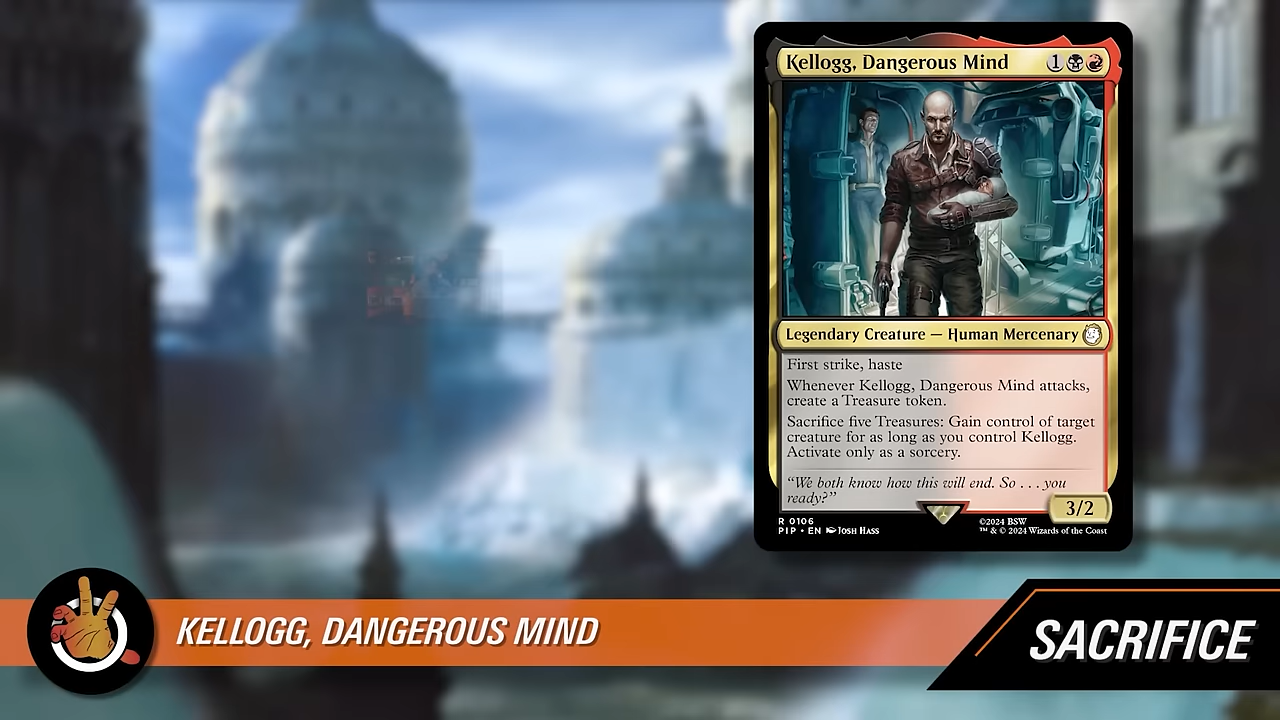 Kellogg, Dangerous Mind 1
Legendary Creature — Human Mercenary
First strike, haste
Whenever Kellogg, Dangerous Mind attacks,
create a Treasure token.
Sacrifice five Treasures: Gain control of target
creature for as long as you control Kellogg.
Activate only as a sorcery.
“We both know how this will end. So . . . you
ready?”
3/2
R 0106
PIP • EN JOSH HASS
©2024 BSW
™ & © 2024 Wizards of the Coast
KELLOGG, DANGEROUS MIND
SACRIFICE